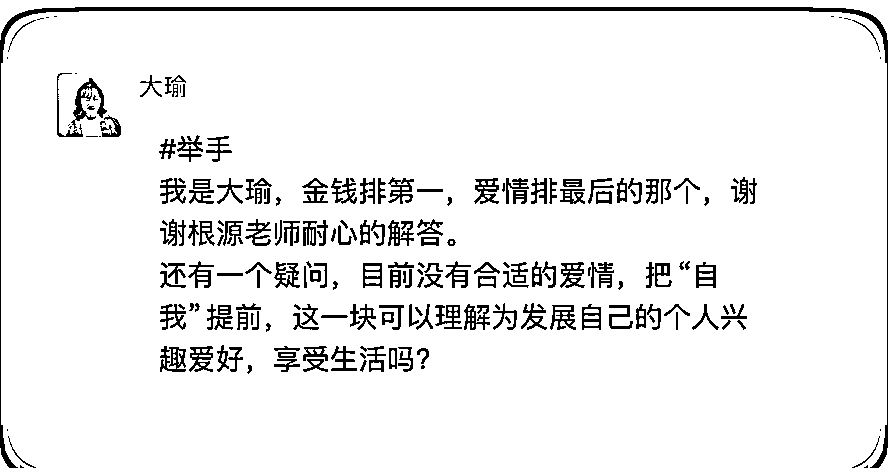 大瑜
#举手
我是大瑜，金钱排第一，爱情排最后的那个，谢
谢根源老师耐心的解答。
还有一个疑问，目前没有合适的爱情，把“自
我”提前，这一块可以理解为发展自己的个人兴
趣爱好，享受生活吗？